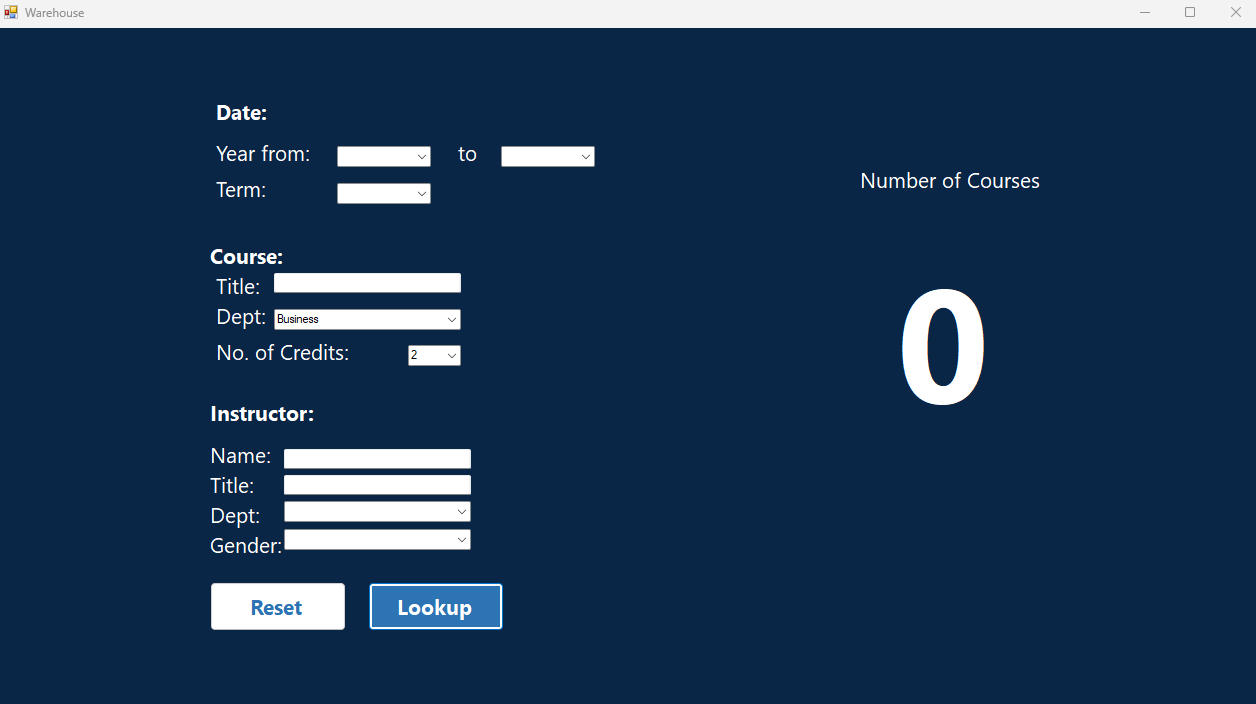 Warehouse
Date:
Year from: to
Term:
Number of Courses
Course:
Title:
Dept: Business
No. of Credits: 2
0
Instructor:
Name:
Title:
Dept:
Gender:
Reset Lookup